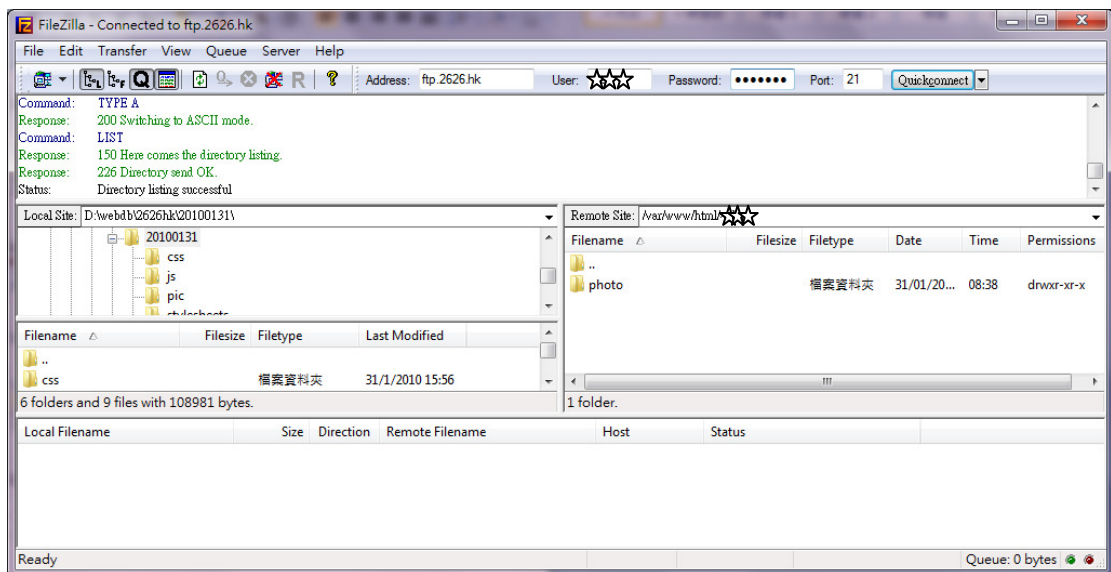 FileZilla - Connected to ftp.2626.hk
File Edit Transfer View Queue Server Help
Address: ftp.2626.hk User: Password: ●●●●●●● Port: 21 Quickconnect
Command: TYPE A
Response: 200 Switching to ASCII mode.
Command: LIST
Response: 150 Here comes the directory listing.
Response: 226 Directory send OK.
Status: Directory listing successful
Local Site: D:\webdb\2626hk\20100131\
20100131
css
js
pic
stylesheets
Filename Filesize Filetype Last Modified
..
css 檔案資料夾 31/1/2010 15:56
6 folders and 9 files with 108981 bytes.
Remote Site: /var/www/html/
Filename Filesize Filetype Date Time Permissions
..
photo 檔案資料夾 31/01/20... 08:38 drwxr-xr-x
1 folder.
Local Filename Size Direction Remote Filename Host Status
Ready Queue: 0 bytes